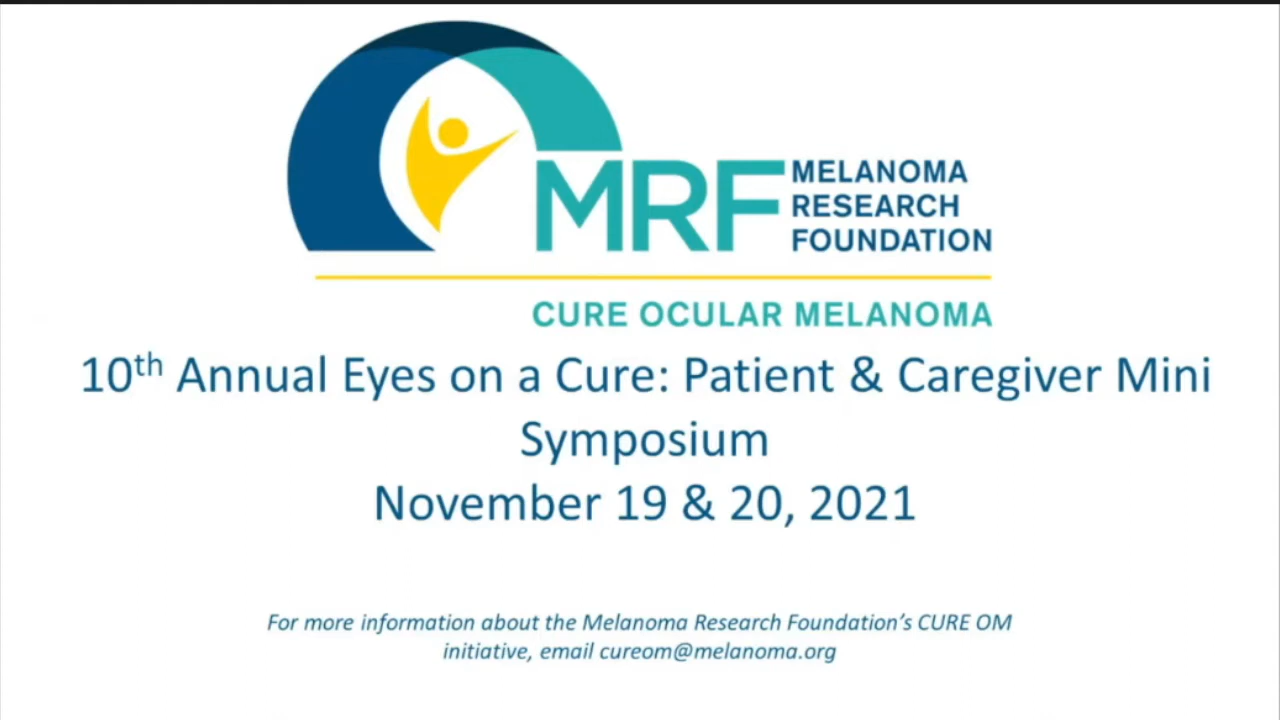 MRF
MELANOMA
RESEARCH
FOUNDATION
CURE OCULAR MELANOMA
10th Annual Eyes on a Cure: Patient & Caregiver Mini
Symposium
November 19 & 20, 2021
For more information about the Melanoma Research Foundation's CURE OM
initiative, email cureom@melanoma.org